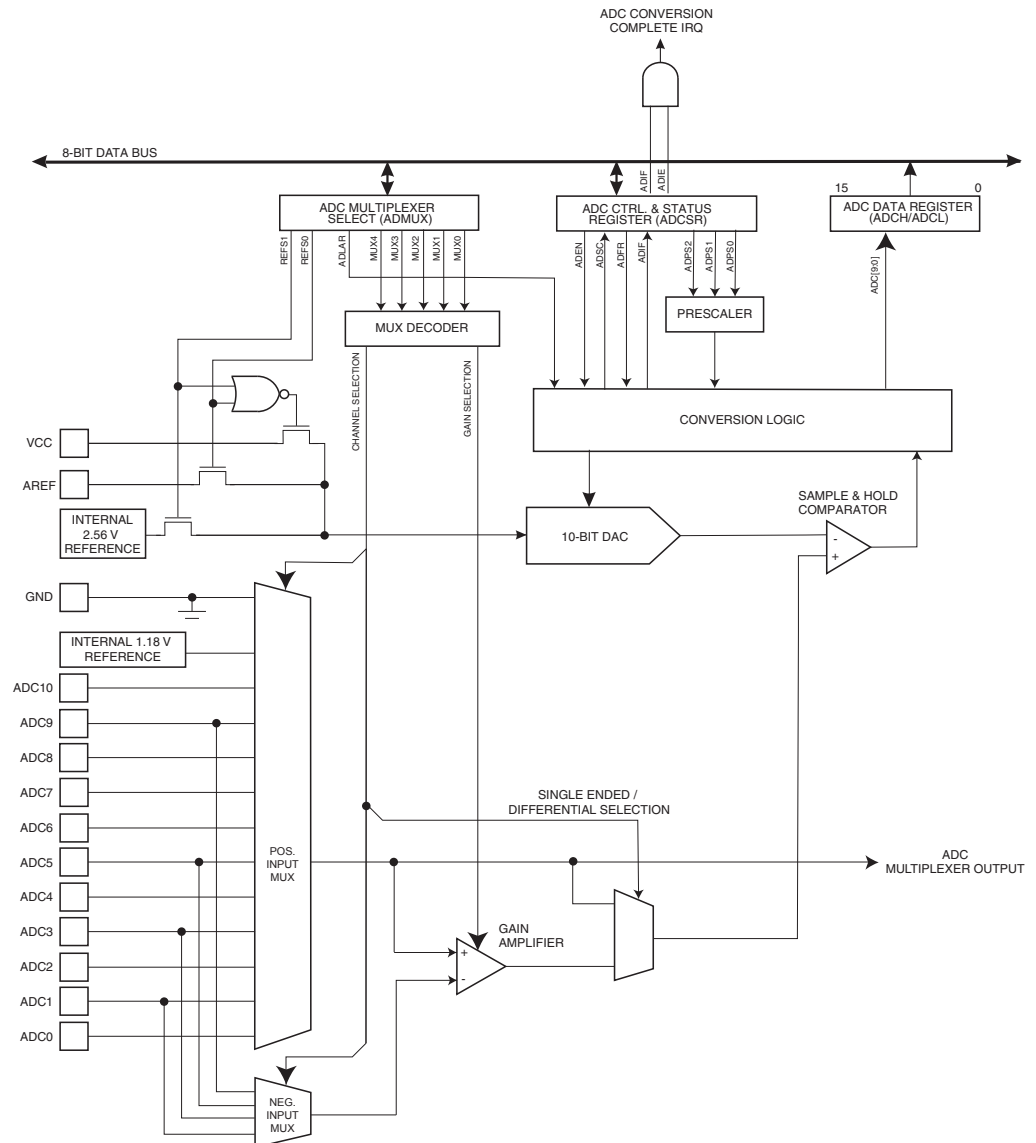 ADC CONVERSION
COMPLETE IRQ
8-BIT DATA BUS
ADIF
ADIE
15
0
ADC MULTIPLEXER
SELECT (ADMUX)
ADC CTRL. & STATUS
REGISTER (ADCSR)
ADC DATA REGISTER
(ADCH/ADCL)
REFS1
REFS0
ADLAR
MUX4
MUX3
MUX2
MUX1
MUX0
ADEN
ADSC
ADFR
ADIF
ADPS2
ADPS1
ADPS0
ADC[9:0]
PRESCALER
MUX DECODER
CHANNEL SELECTION
GAIN SELECTION
CONVERSION LOGIC
VCC
AREF
INTERNAL
2.56 V
REFERENCE
10-BIT DAC
SAMPLE & HOLD
COMPARATOR
-
+
GND
INTERNAL 1.18 V
REFERENCE
ADC10
ADC9
ADC8
ADC7
ADC6
ADC5
ADC4
ADC3
ADC2
ADC1
ADC0
POS.
INPUT
MUX
SINGLE ENDED /
DIFFERENTIAL SELECTION
ADC
MULTIPLEXER OUTPUT
GAIN
AMPLIFIER
+
-
NEG.
INPUT
MUX